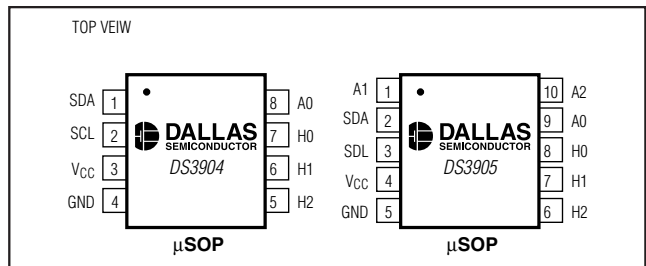 TOP VEIW
SDA 1
SCL 2
VCC 3
GND 4
8 A0
7 H0
6 H1
5 H2
DALLAS
SEMICONDUCTOR
DS3904
μSOP
A1 1
SDA 2
SDL 3
VCC 4
GND 5
10 A2
9 A0
8 H0
7 H1
6 H2
DALLAS
SEMICONDUCTOR
DS3905
μSOP